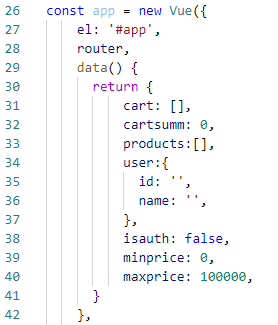 26 const app = new Vue({
27 el: '#app',
28 router,
29 data() {
30 return {
31 cart: [],
32 cartsumm: 0,
33 products:[],
34 user:{
35 id: '',
36 name: '',
37 },
38 isauth: false,
39 minprice: 0,
40 maxprice: 100000,
41 }
42 },